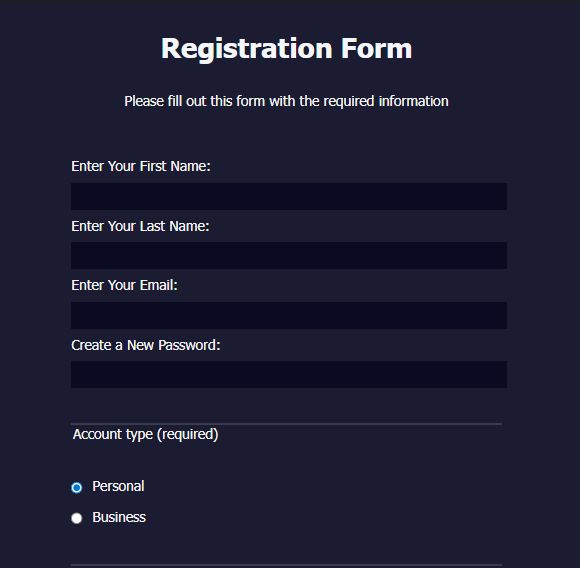 Registration Form
Please fill out this form with the required information
Enter Your First Name:
Enter Your Last Name:
Enter Your Email:
Create a New Password:
Account type (required)
Personal
Business